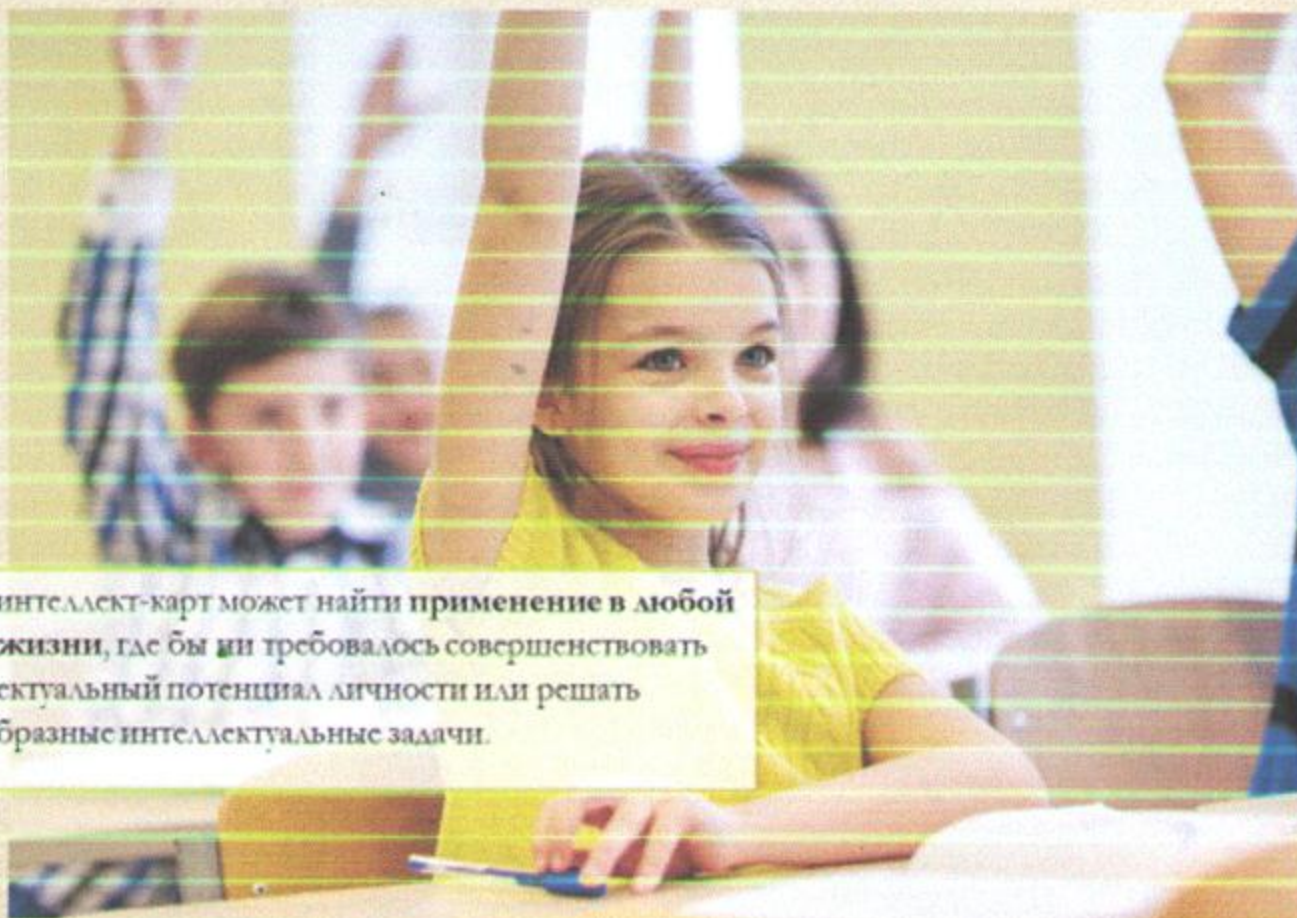 интеллект-карт может найти применение в любой
жизни, где бы ни требовалось совершенствовать
ектуальный потенциал личности или решать
бразные интеллектуальные задачи.